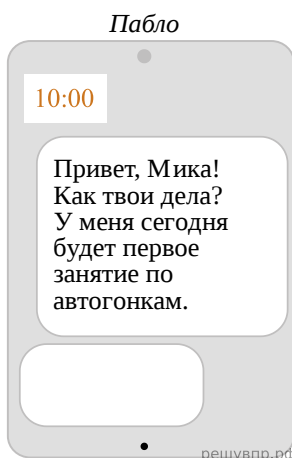 Пабло
10:00
Привет, Мика!
Как твои дела?
У меня сегодня
будет первое
занятие по
автогонкам.
решувпр.рф